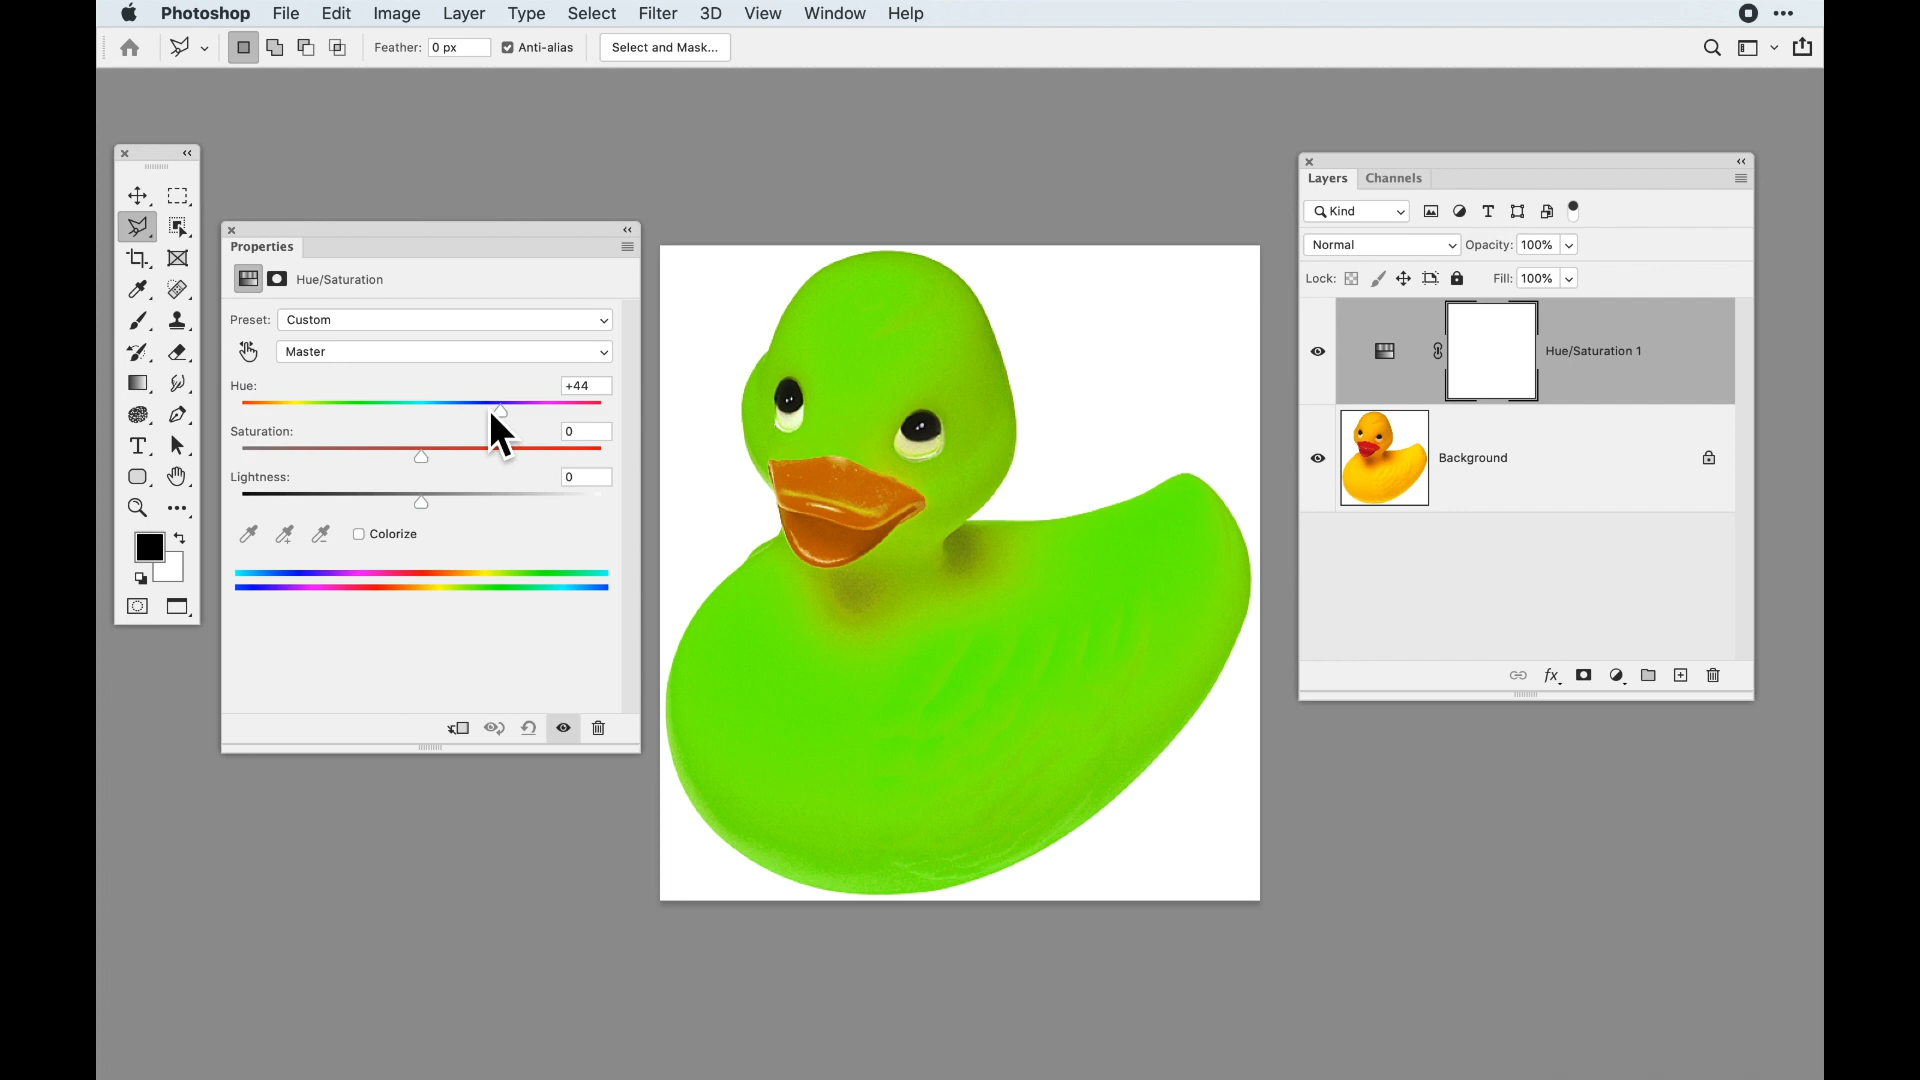 Photoshop File Edit Image Layer Type Select Filter 3D View Window Help
Feather: 0 px Anti-alias Select and Mask...
Properties
Hue/Saturation
Preset: Custom
Master
Hue: +44
Saturation: 0
Lightness: 0
Colorize
Layers Channels
Kind
Normal Opacity: 100%
Lock: Fill: 100%
Hue/Saturation 1
Background